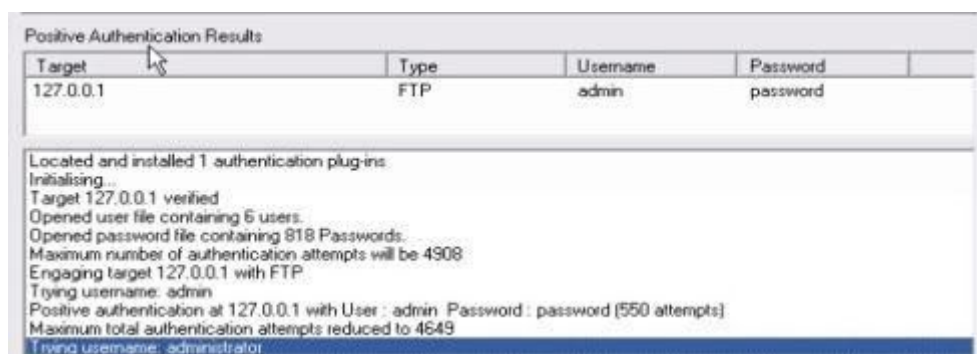 Positive Authentication Results
Target Type Username Password
127.0.0.1 FTP admin password
Located and installed 1 authentication plug-ins
Initialising...
Target 127.0.0.1 verified
Opened user file containing 6 users.
Opened password file containing 818 Passwords.
Maximum number of authentication attempts will be 4908
Engaging target 127.0.0.1 with FTP
Trying username: admin
Positive authentication at 127.0.0.1 with User : admin Password : password (550 attempts)
Maximum total authentication attempts reduced to 4649
Trying username: administrator